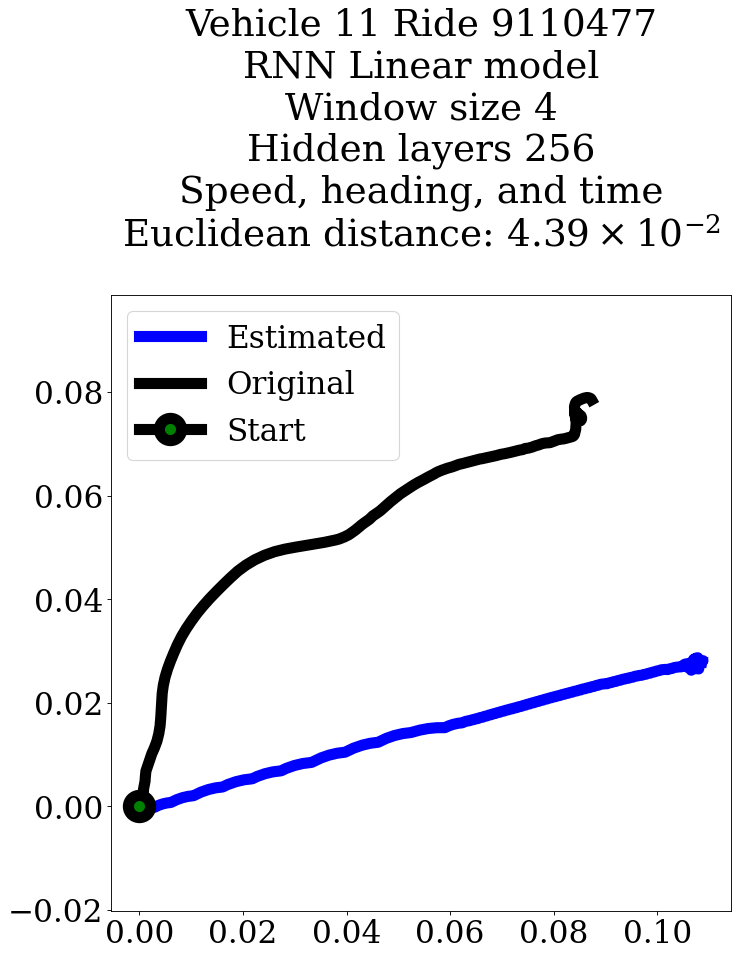 Vehicle 11 Ride 9110477
RNN Linear model
Window size 4
Hidden layers 256
Speed, heading, and time
Euclidean distance: 4.39 × 10⁻²
Estimated
Original
Start
0.08
0.06
0.04
0.02
0.00
−0.02
0.00 0.02 0.04 0.06 0.08 0.10